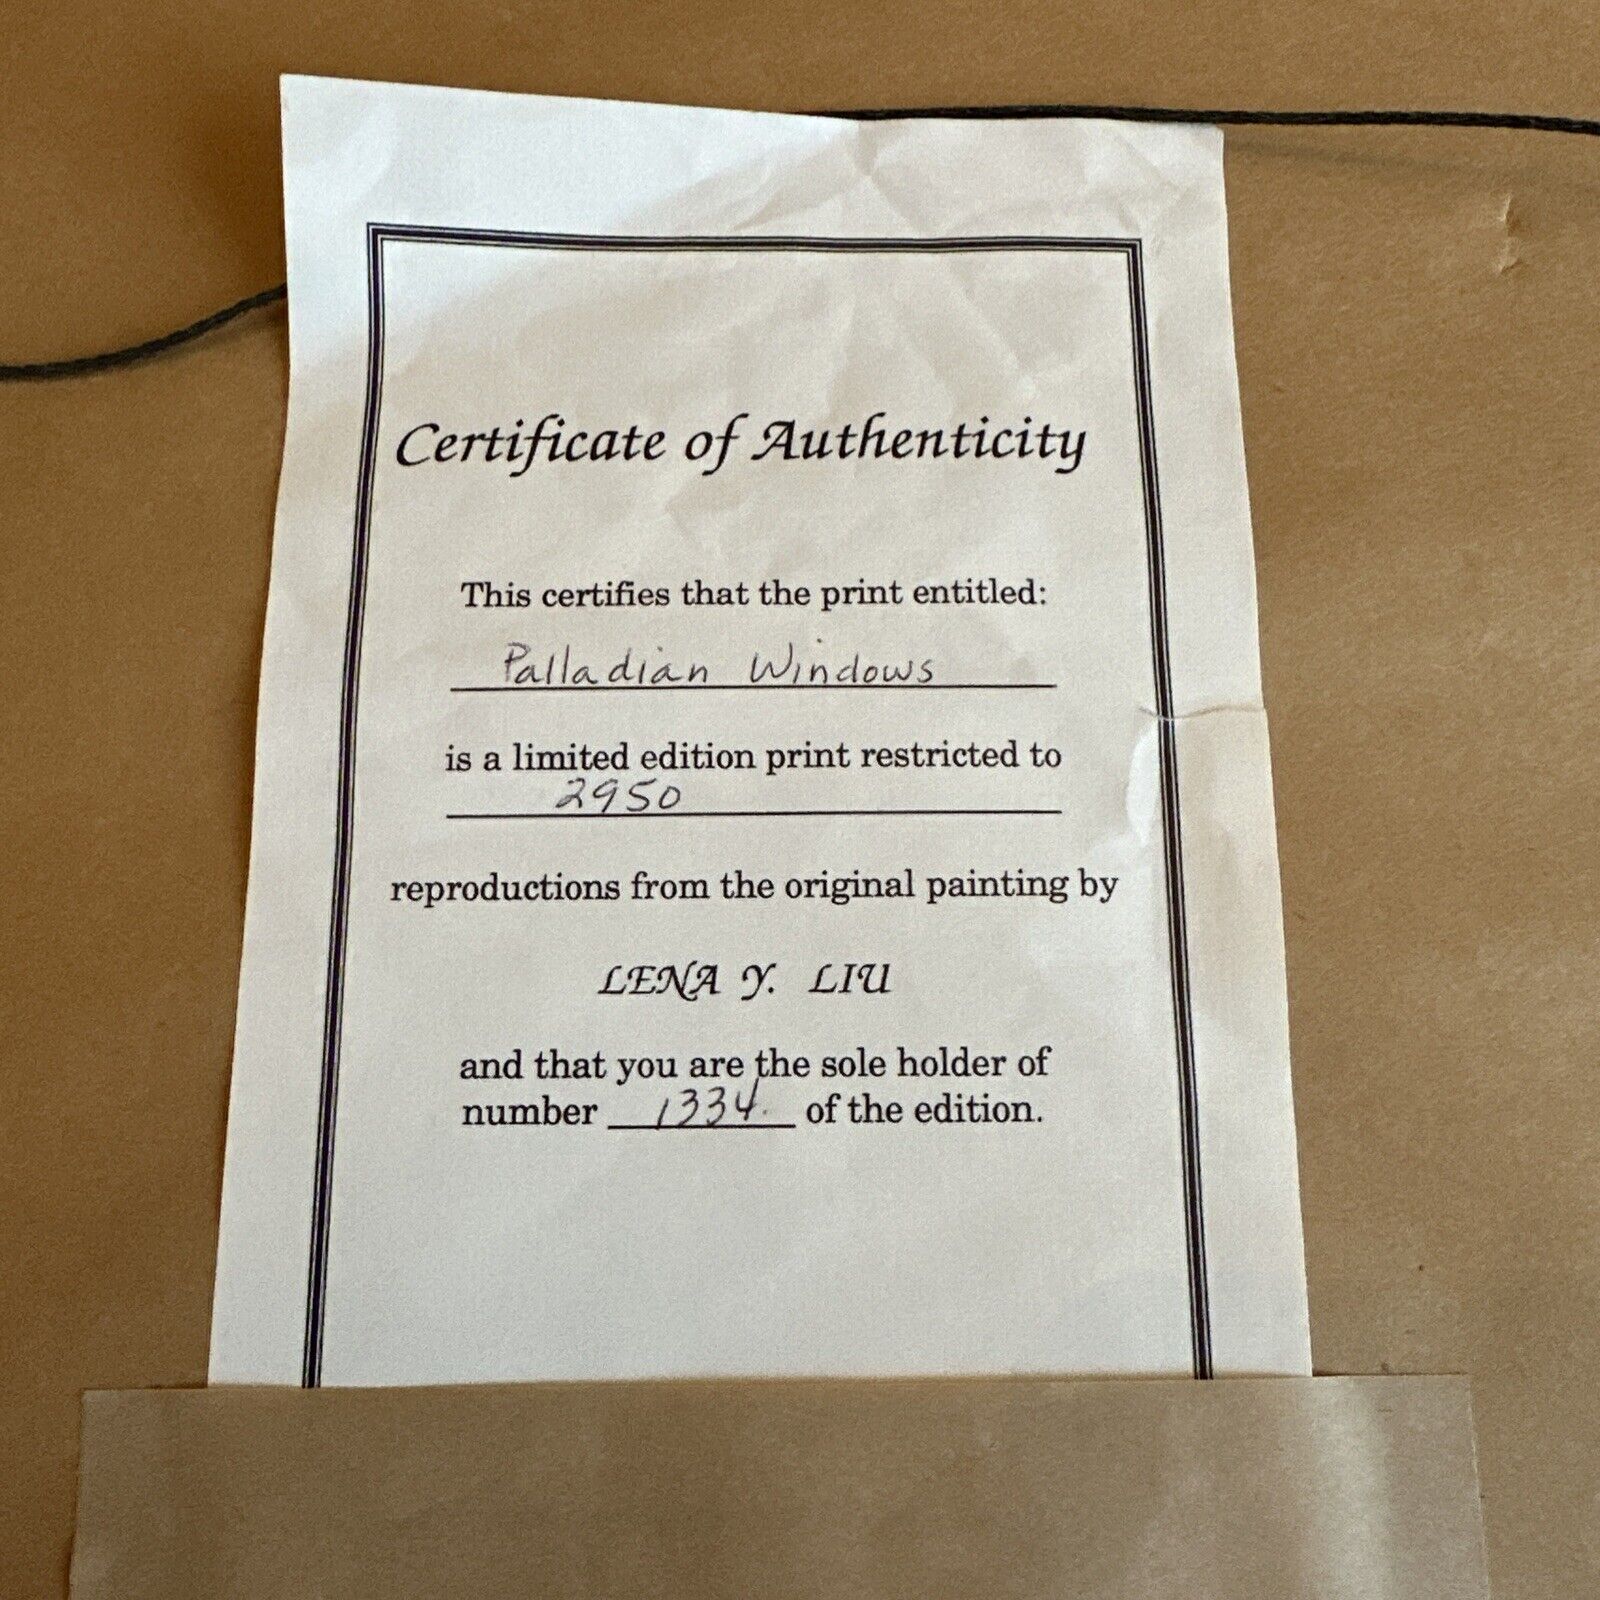 Certificate of Authenticity
This certifies that the print entitled:
Palladian Windows
is a limited edition print restricted to
2950
reproductions from the original painting by
LENA Y. LIU
and that you are the sole holder of
number 1334 of the edition.